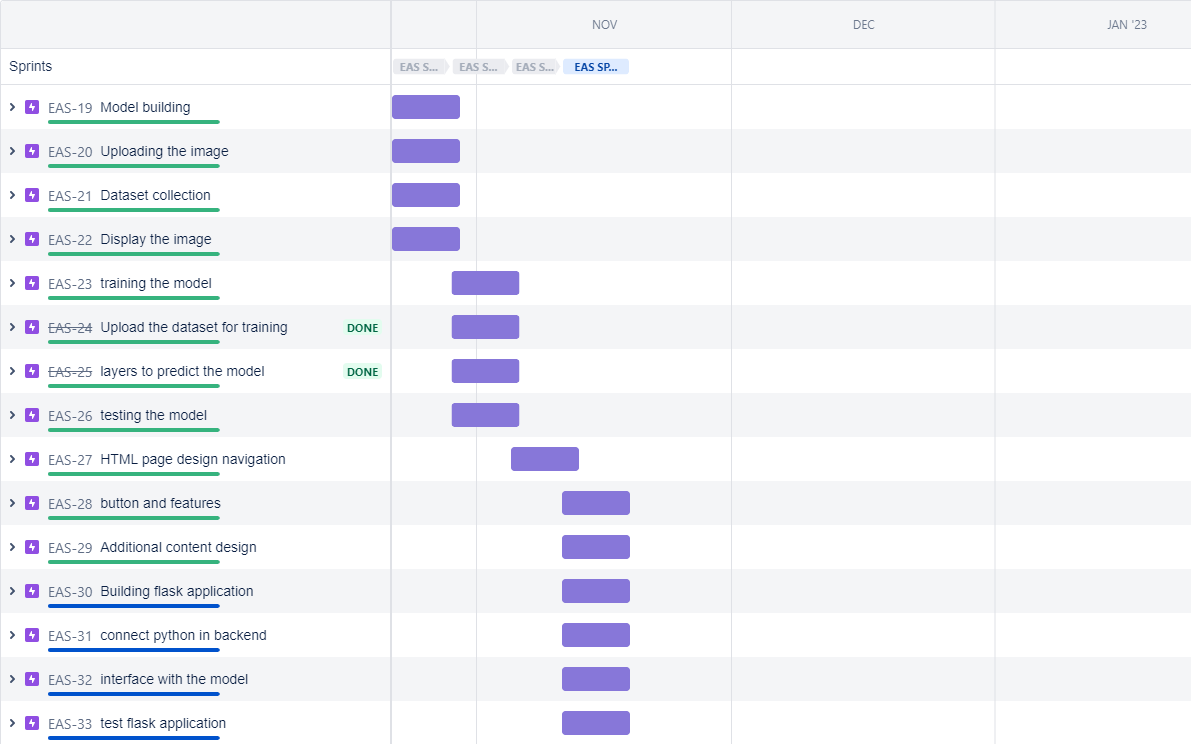 NOV DEC JAN '23
Sprints EAS S... EAS S... EAS S... EAS SP...
EAS-19 Model building
EAS-20 Uploading the image
EAS-21 Dataset collection
EAS-22 Display the image
EAS-23 training the model
EAS-24 Upload the dataset for training DONE
EAS-25 layers to predict the model DONE
EAS-26 testing the model
EAS-27 HTML page design navigation
EAS-28 button and features
EAS-29 Additional content design
EAS-30 Building flask application
EAS-31 connect python in backend
EAS-32 interface with the model
EAS-33 test flask application